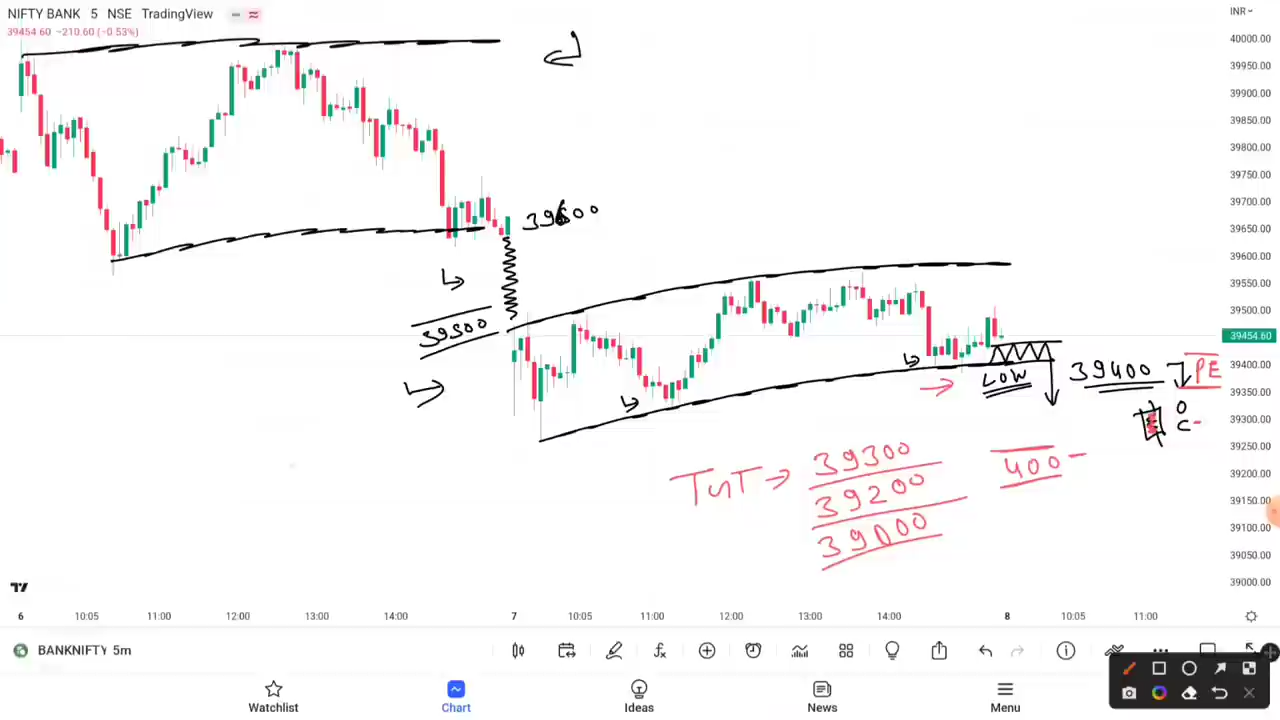 NIFTY BANK 5 NSE TradingView
39454.60 −210.60 (−0.53%)
INR
40000.00
39950.00
39900.00
39850.00
39800.00
39750.00
39700.00
39650.00
39600.00
39550.00
39500.00
39454.60
39400.00
39350.00
39300.00
39250.00
39200.00
39150.00
39100.00
39050.00
39000.00
39600
39500
LOW
39400
PE
O
C-
TnT → 39300
39200
39000
400
6 10:05 11:00 12:00 13:00 14:00 7 10:05 11:00 12:00 13:00 14:00 8 10:05 11:00
BANKNIFTY 5m
Watchlist
Chart
Ideas
News
Menu